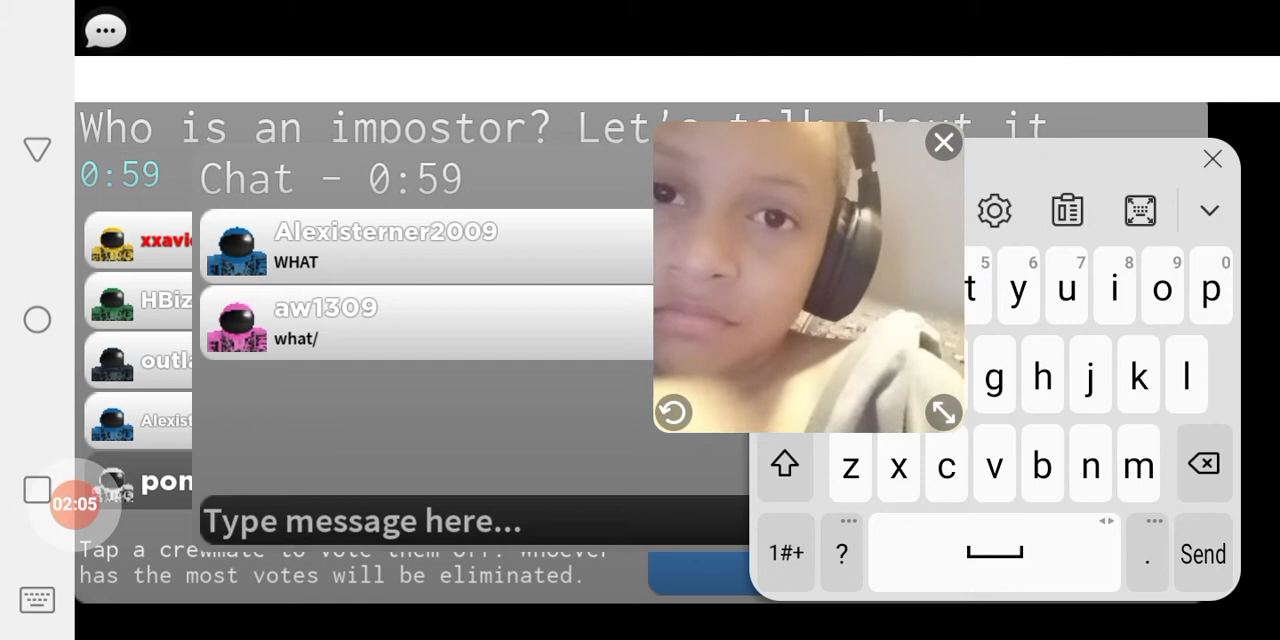 Who is an impostor? Let's talk about it
0:59
Chat - 0:59
xxavi
HBiz
outla
Alexist
pon
Alexisterner2009
WHAT
aw1309
what/
Type message here...
Tap a crewmate to vote them off. Whoever
has the most votes will be eliminated.
02:05
5 6 7 8 9 0
t y u i o p
g h j k l
z x c v b n m
1#+ ? . Send